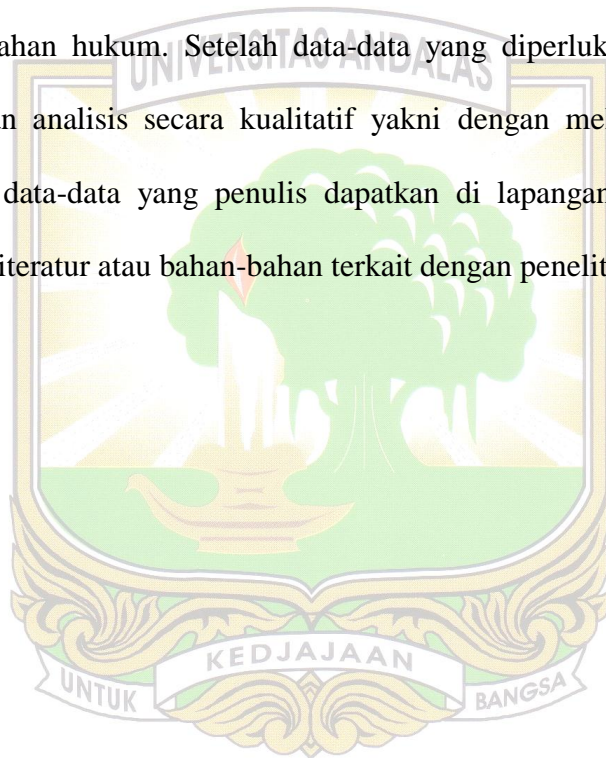 ahan hukum. Setelah data-data yang diperluk
UNIVERSITAS ANDALAS
n analisis secara kualitatif yakni dengan me
data-data yang penulis dapatkan di lapangan
iteratur atau bahan-bahan terkait dengan penelit
KEDJAJAAN
UNTUK BANGSA